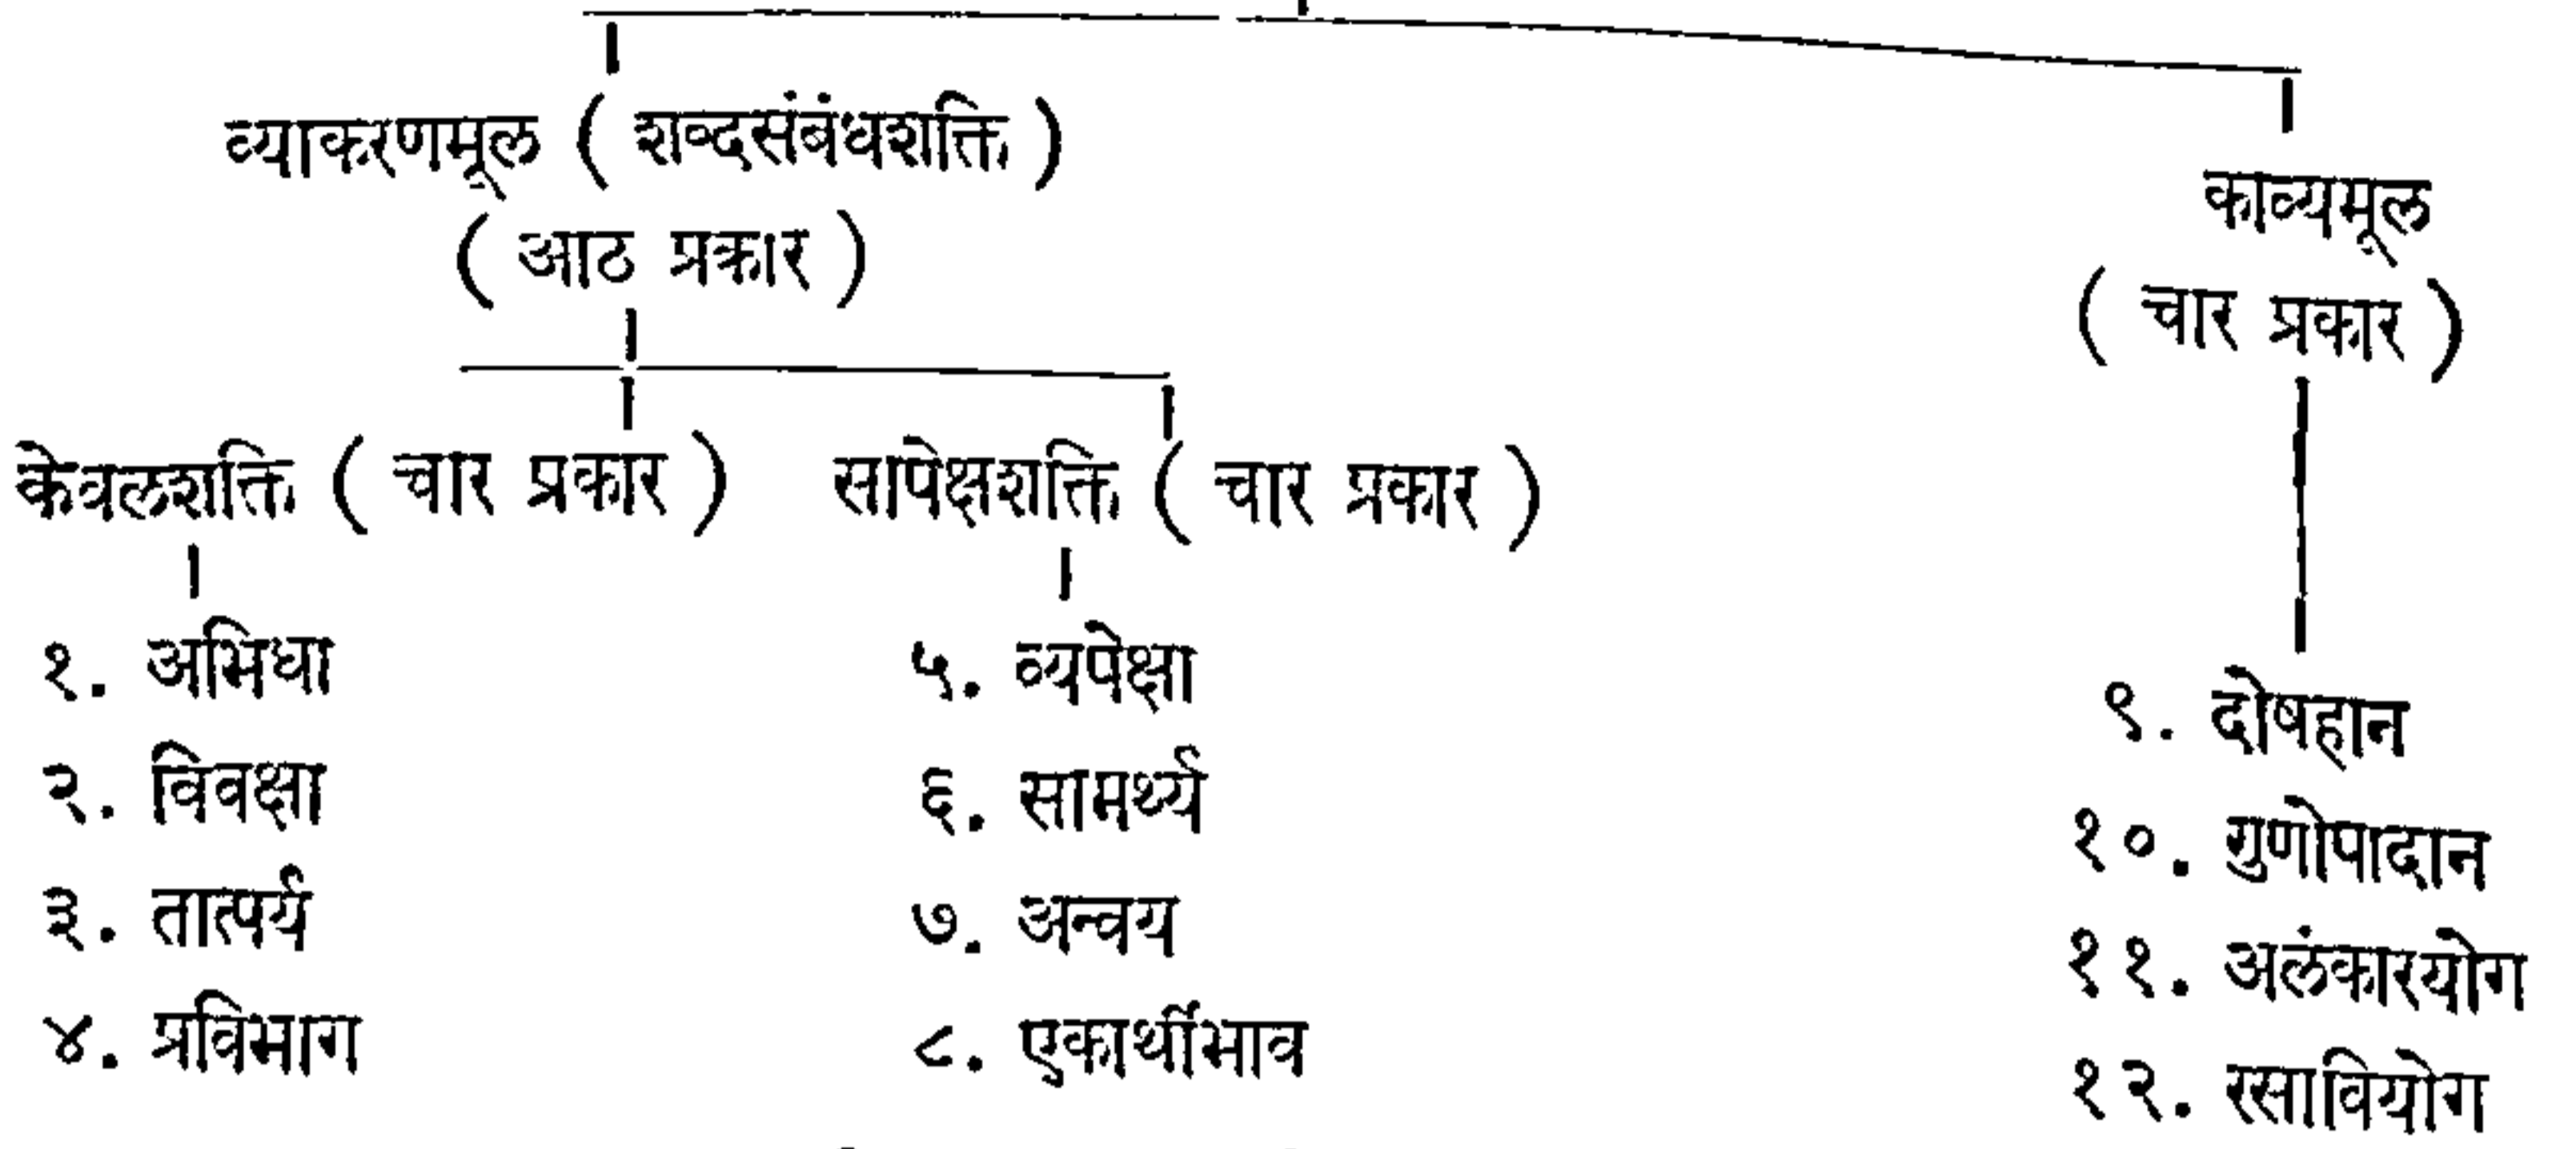 व्याकरणमूल ( शब्दसंबंधशक्ति )
( आठ प्रकार )
काव्यमूल
( चार प्रकार )
केवलशक्ति ( चार प्रकार )
सापेक्षशक्ति ( चार प्रकार )
१. अभिधा
२. विवक्षा
३. तात्पर्य
४. प्रविभाग
५. व्यपेक्षा
६. सामर्थ्य
७. अन्वय
८. एकार्थीभाव
९. दोषहान
१०. गुणोपादान
११. अलंकारयोग
१२. रसावियोग